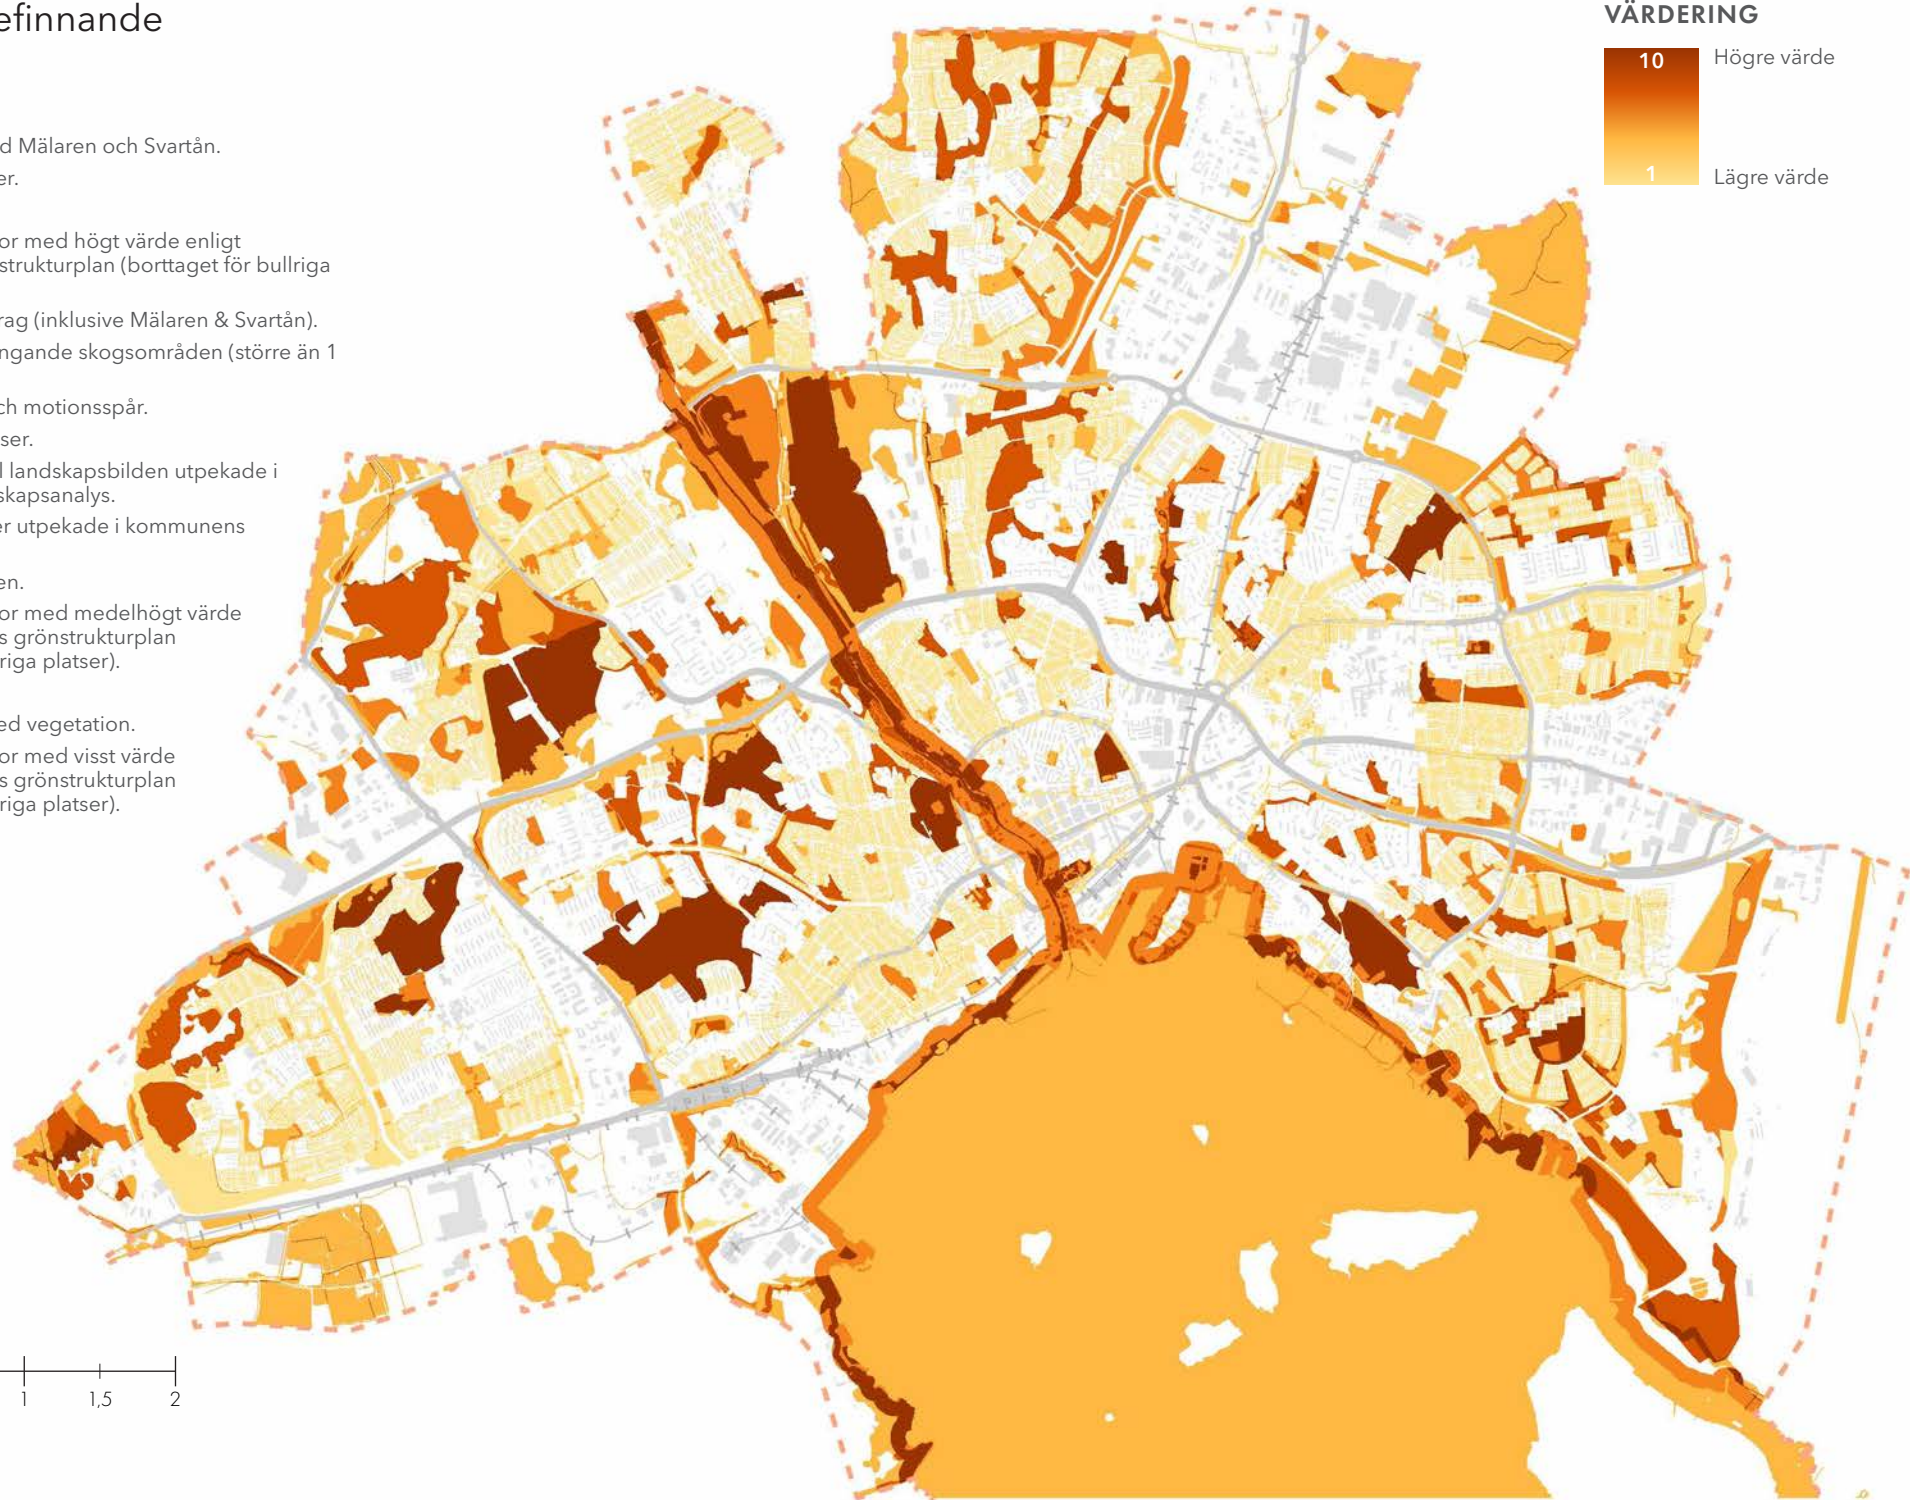 efinnande
d Mälaren och Svartån.
er.
or med högt värde enligt
strukturplan (borttaget för bullriga
rag (inklusive Mälaren & Svartån).
ngande skogsområden (större än 1
ch motionsspår.
ser.
l landskapsbilden utpekade i
skapsanalys.
er utpekade i kommunens
en.
or med medelhögt värde
s grönstrukturplan
riga platser).
ed vegetation.
or med visst värde
s grönstrukturplan
riga platser).
1 1,5 2
VÄRDERING
10 Högre värde
1 Lägre värde